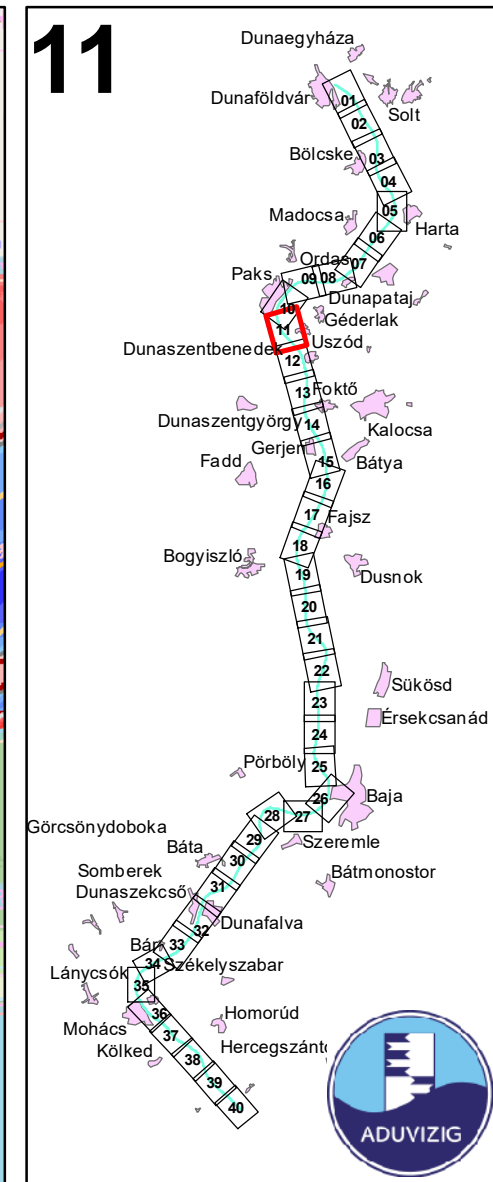 11
Dunaegyháza
Dunaföldvár
01
Solt
02
Bölcske
03
04
Madocsa
05
Harta
06
Ordas
07
Paks
09
08
Dunapataj
10
Géderlak
11
Uszód
Dunaszentbenedek
12
13
Foktő
Dunaszentgyörgy
14
Kalocsa
Gerjen
15
Bátya
Fadd
16
17
Fajsz
18
Bogyiszló
19
Dusnok
20
21
22
Sükösd
23
Érsekcsanád
24
Pörböly
25
26
Baja
28
27
Görcsönydoboka
29
Szeremle
Báta
30
Somberek
Bátmonostor
31
Dunaszekcső
32
Dunafalva
33
Bár
34
Székelyszabar
Lánycsók
35
36
Homorúd
Mohács
37
Kölked
38
39
40
ADUVIZIG